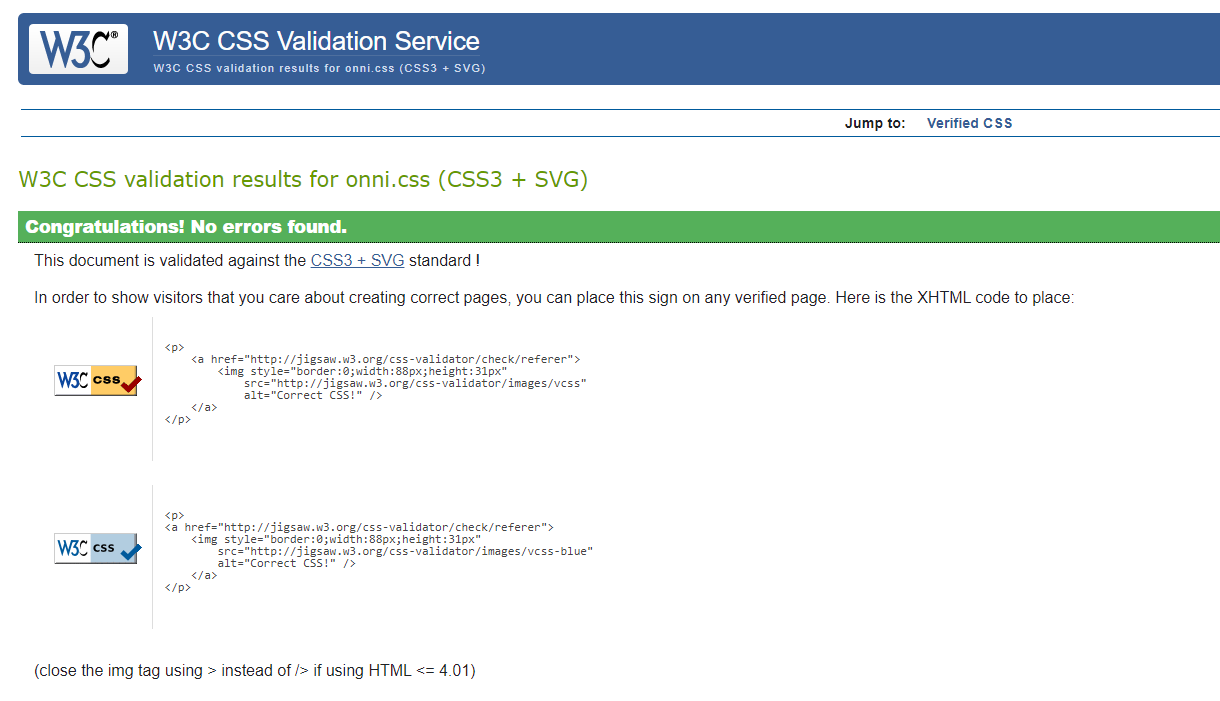 W3C® W3C CSS Validation Service
W3C CSS validation results for onni.css (CSS3 + SVG)
Jump to: Verified CSS
W3C CSS validation results for onni.css (CSS3 + SVG)
Congratulations! No errors found.
This document is validated against the CSS3 + SVG standard !
In order to show visitors that you care about creating correct pages, you can place this sign on any verified page. Here is the XHTML code to place:
W3C css
<p>
<a href="http://jigsaw.w3.org/css-validator/check/referer">
<img style="border:0;width:88px;height:31px"
src="http://jigsaw.w3.org/css-validator/images/vcss"
alt="Correct CSS!" />
</a>
</p>
W3C css
<p>
<a href="http://jigsaw.w3.org/css-validator/check/referer">
<img style="border:0;width:88px;height:31px"
src="http://jigsaw.w3.org/css-validator/images/vcss-blue"
alt="Correct CSS!" />
</a>
</p>
(close the img tag using > instead of /> if using HTML <= 4.01)